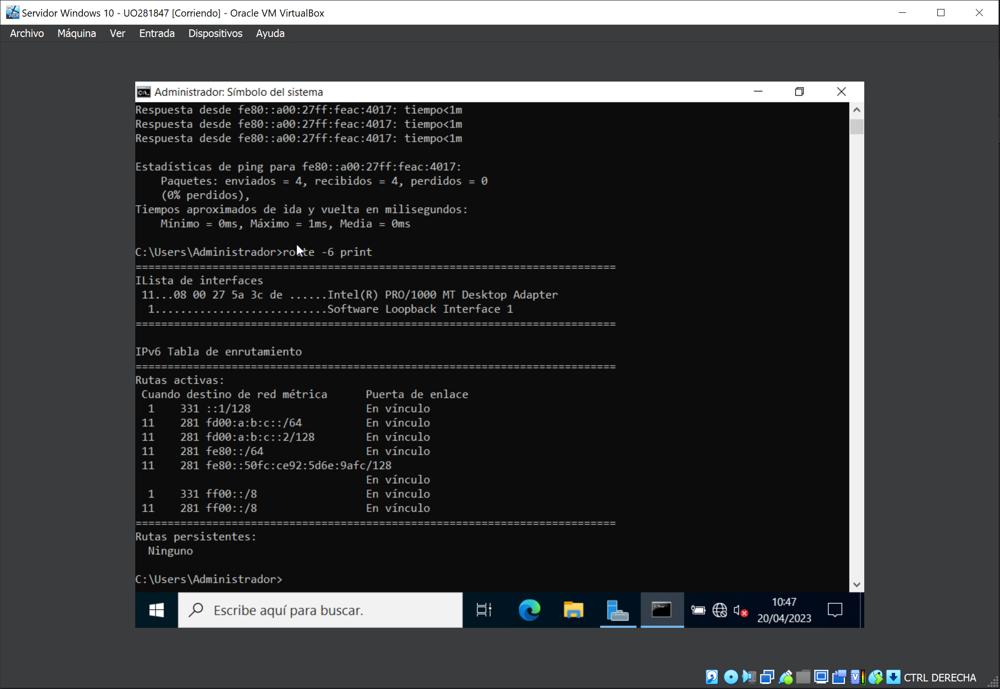 Servidor Windows 10 - UO281847 [Corriendo] - Oracle VM VirtualBox
Archivo Máquina Ver Entrada Dispositivos Ayuda
Administrador: Símbolo del sistema
Respuesta desde fe80::a00:27ff:feac:4017: tiempo<1m
Respuesta desde fe80::a00:27ff:feac:4017: tiempo<1m
Respuesta desde fe80::a00:27ff:feac:4017: tiempo<1m
Estadísticas de ping para fe80::a00:27ff:feac:4017:
Paquetes: enviados = 4, recibidos = 4, perdidos = 0
(0% perdidos),
Tiempos aproximados de ida y vuelta en milisegundos:
Mínimo = 0ms, Máximo = 1ms, Media = 0ms
C:\Users\Administrador>route -6 print
===========================================================================
ILista de interfaces
11...08 00 27 5a 3c de ......Intel(R) PRO/1000 MT Desktop Adapter
1...........................Software Loopback Interface 1
===========================================================================
IPv6 Tabla de enrutamiento
===========================================================================
Rutas activas:
Cuando destino de red métrica      Puerta de enlace
1    331 ::1/128                  En vínculo
11    281 fd00:a:b:c::/64          En vínculo
11    281 fd00:a:b:c::2/128        En vínculo
11    281 fe80::/64                En vínculo
11    281 fe80::50fc:ce92:5d6e:9afc/128
En vínculo
1    331 ff00::/8                 En vínculo
11    281 ff00::/8                 En vínculo
===========================================================================
Rutas persistentes:
Ninguno
C:\Users\Administrador>
Escribe aquí para buscar.
10:47
20/04/2023
CTRL DERECHA